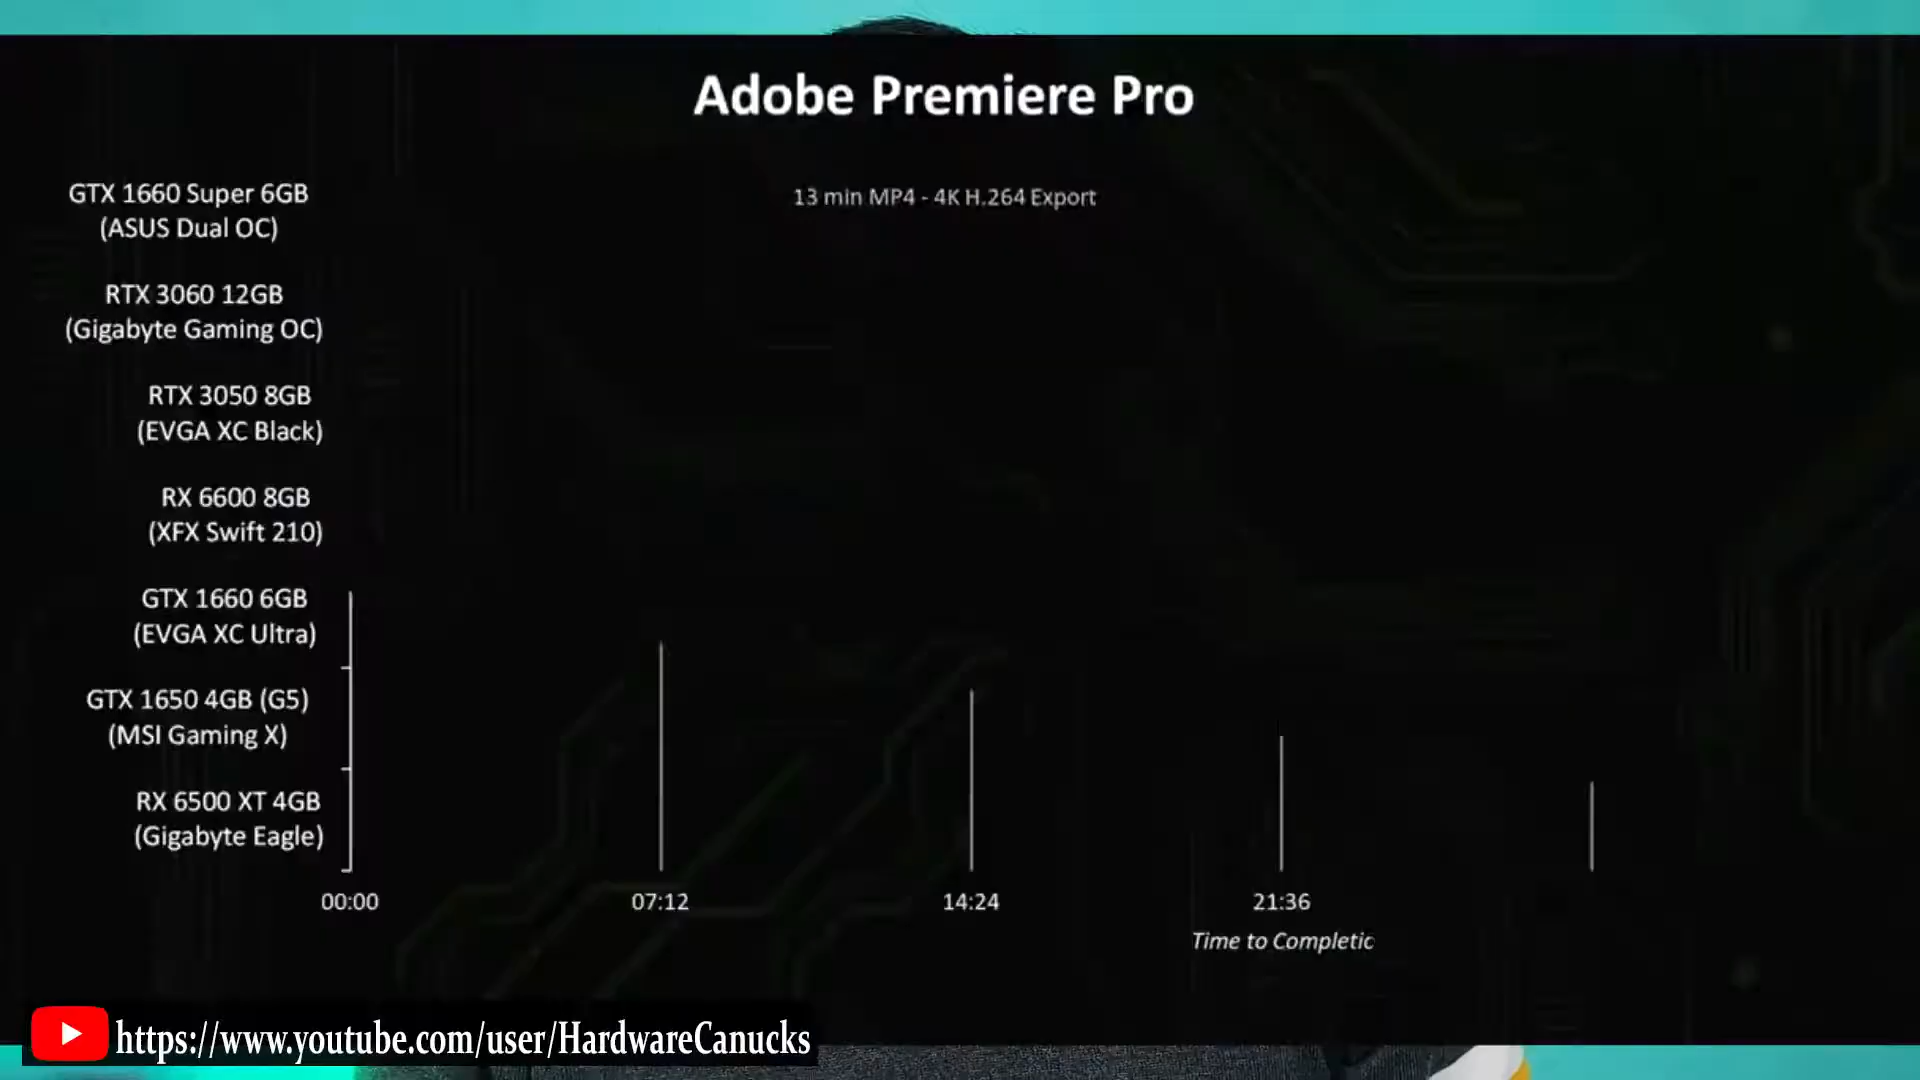 Adobe Premiere Pro
13 min MP4 - 4K H.264 Export
GTX 1660 Super 6GB
(ASUS Dual OC)
RTX 3060 12GB
(Gigabyte Gaming OC)
RTX 3050 8GB
(EVGA XC Black)
RX 6600 8GB
(XFX Swift 210)
GTX 1660 6GB
(EVGA XC Ultra)
GTX 1650 4GB (G5)
(MSI Gaming X)
RX 6500 XT 4GB
(Gigabyte Eagle)
00:00 07:12 14:24 21:36
Time to Completic
https://www.youtube.com/user/HardwareCanucks